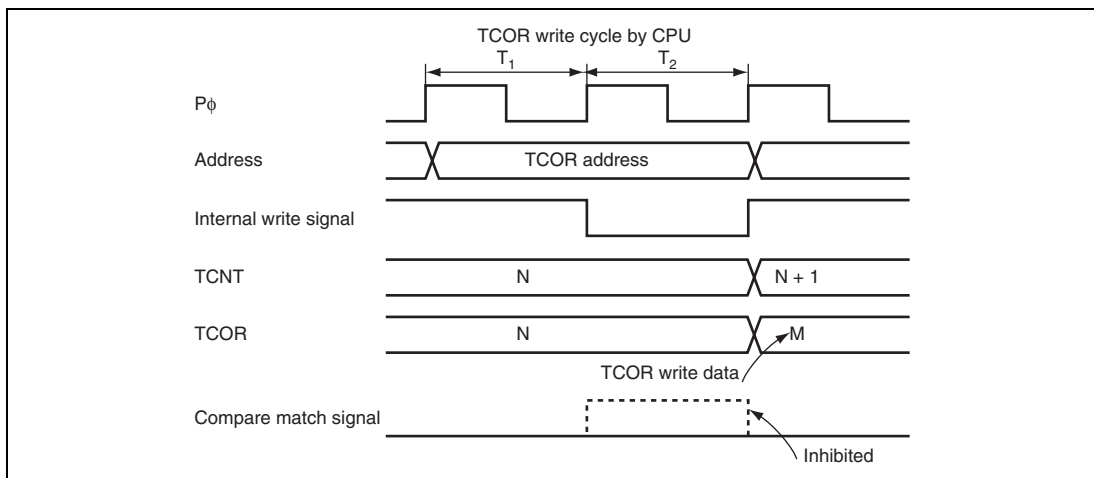 TCOR write cycle by CPU
T1 T2
Pϕ
Address TCOR address
Internal write signal
TCNT N N + 1
TCOR N M
TCOR write data
Compare match signal
Inhibited